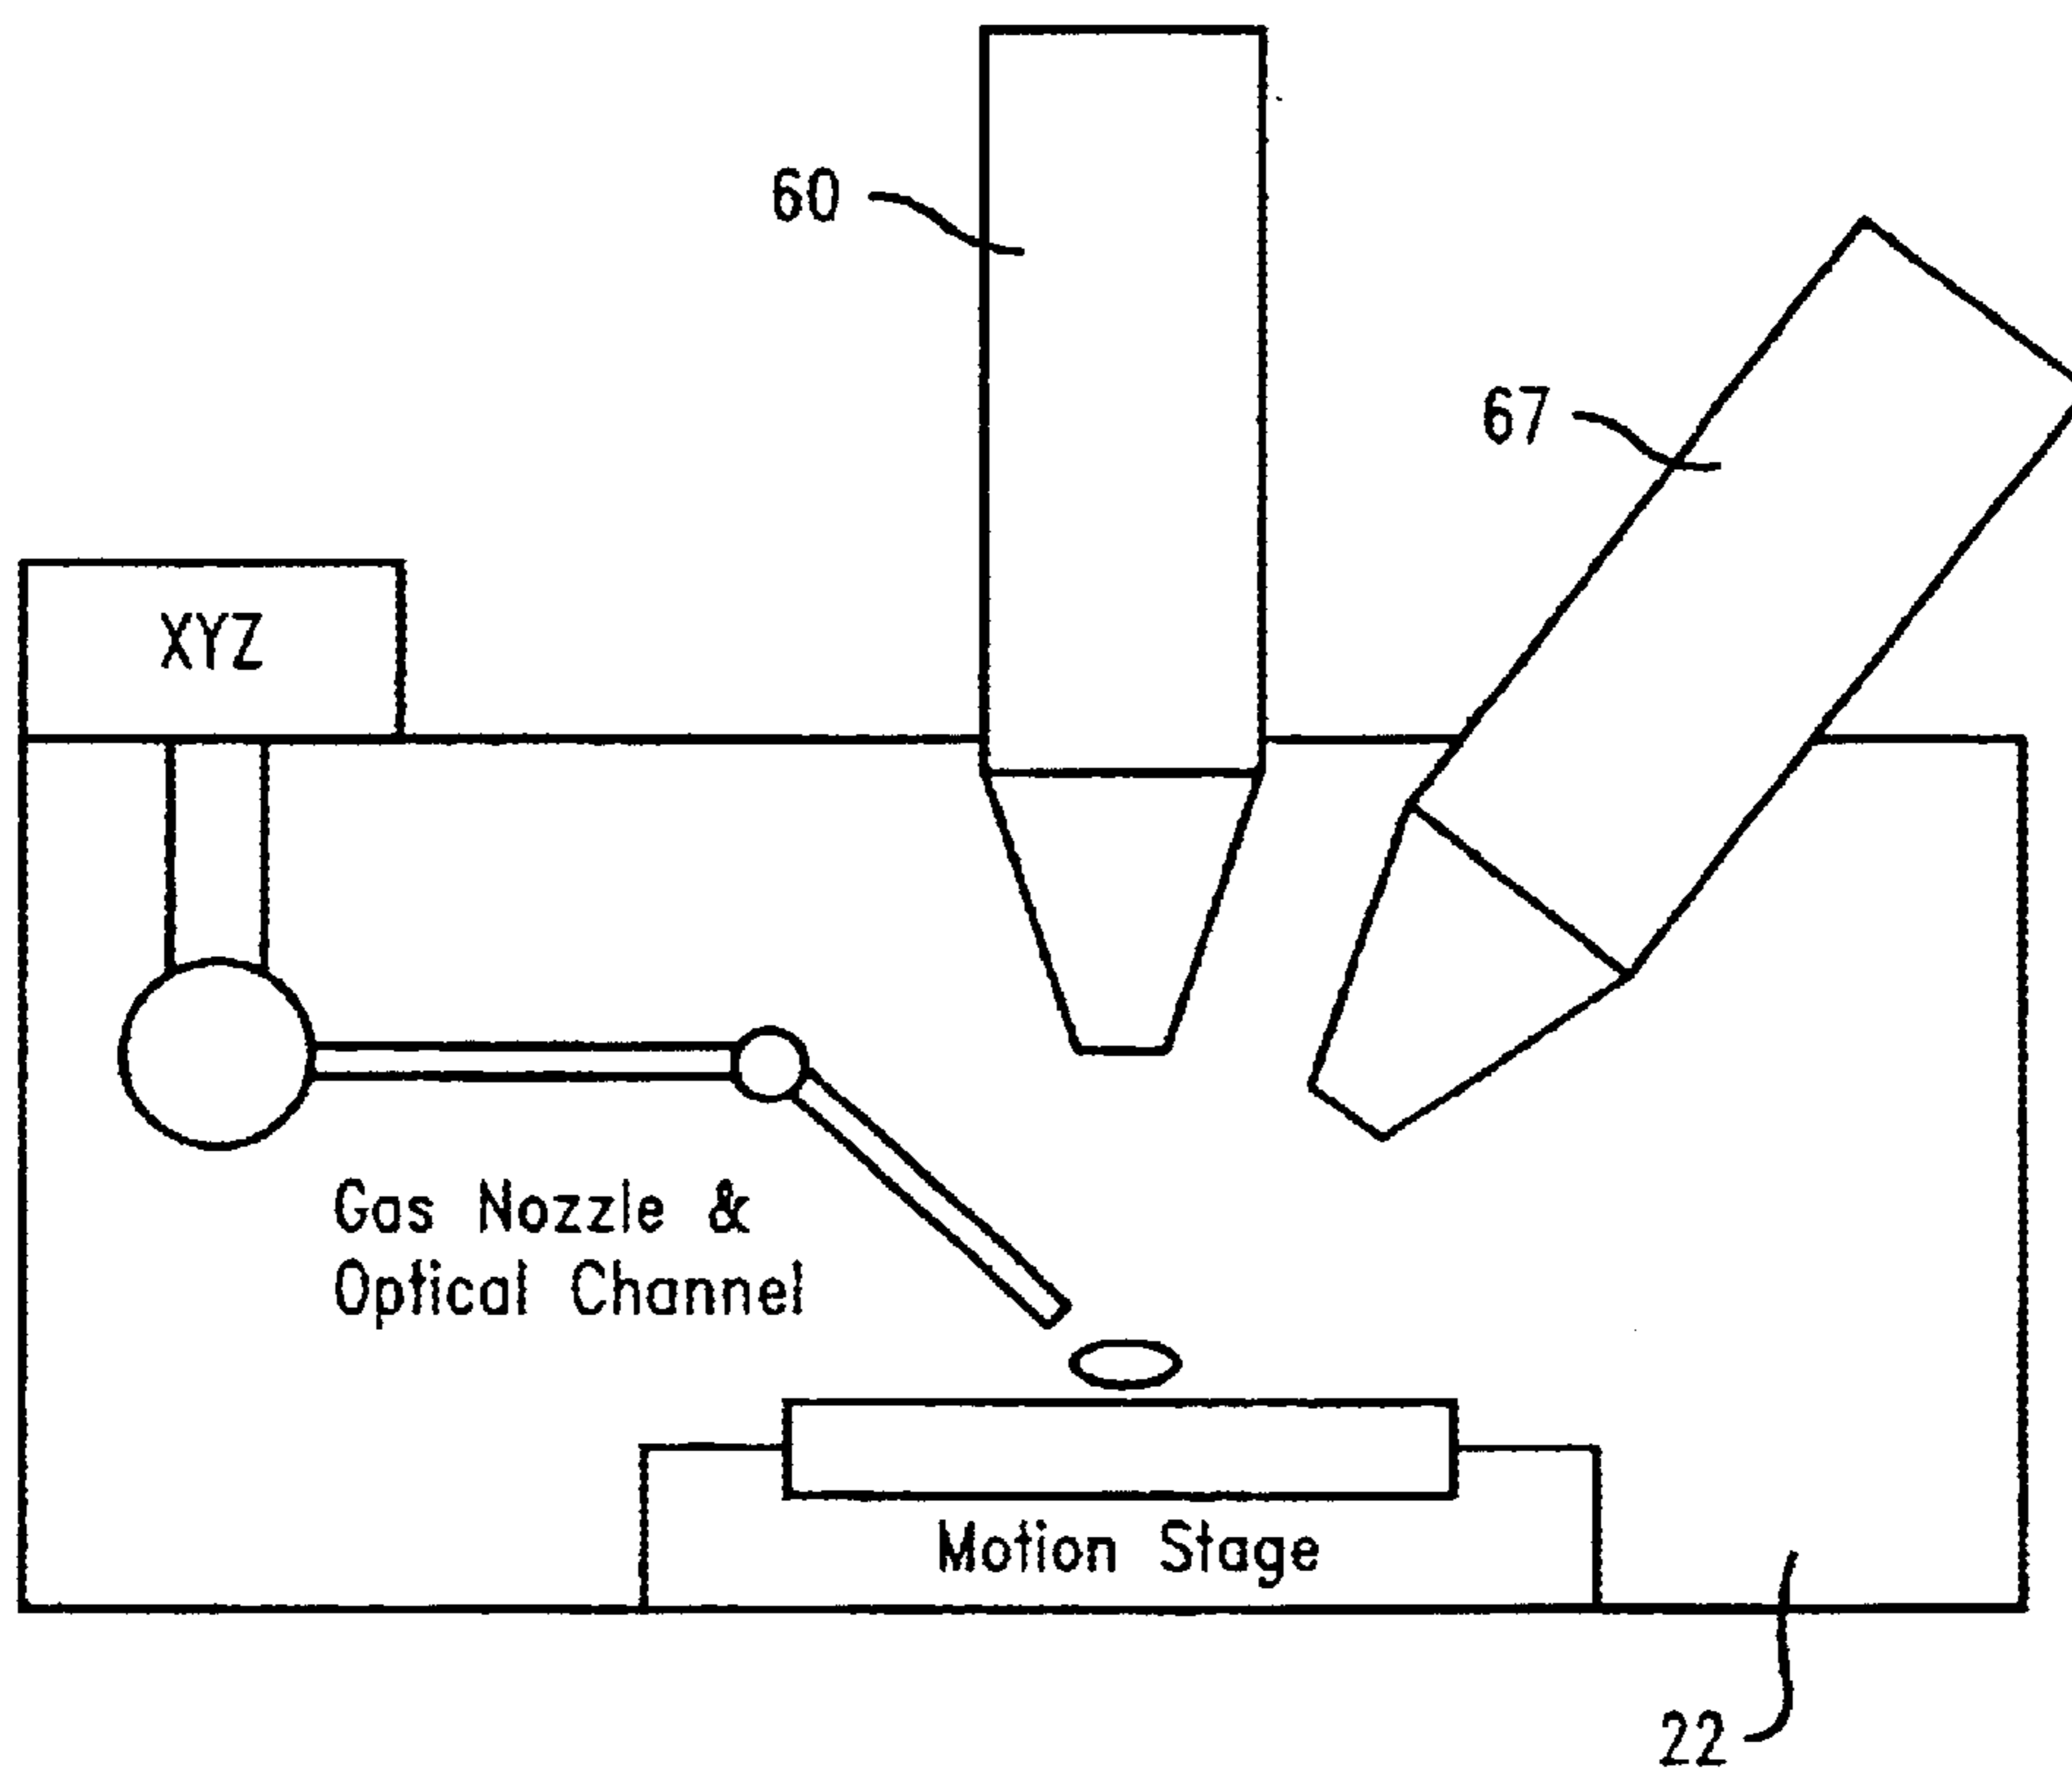 60
67
XYZ
Gas Nozzle &
Optical Channel
Motion Stage
22